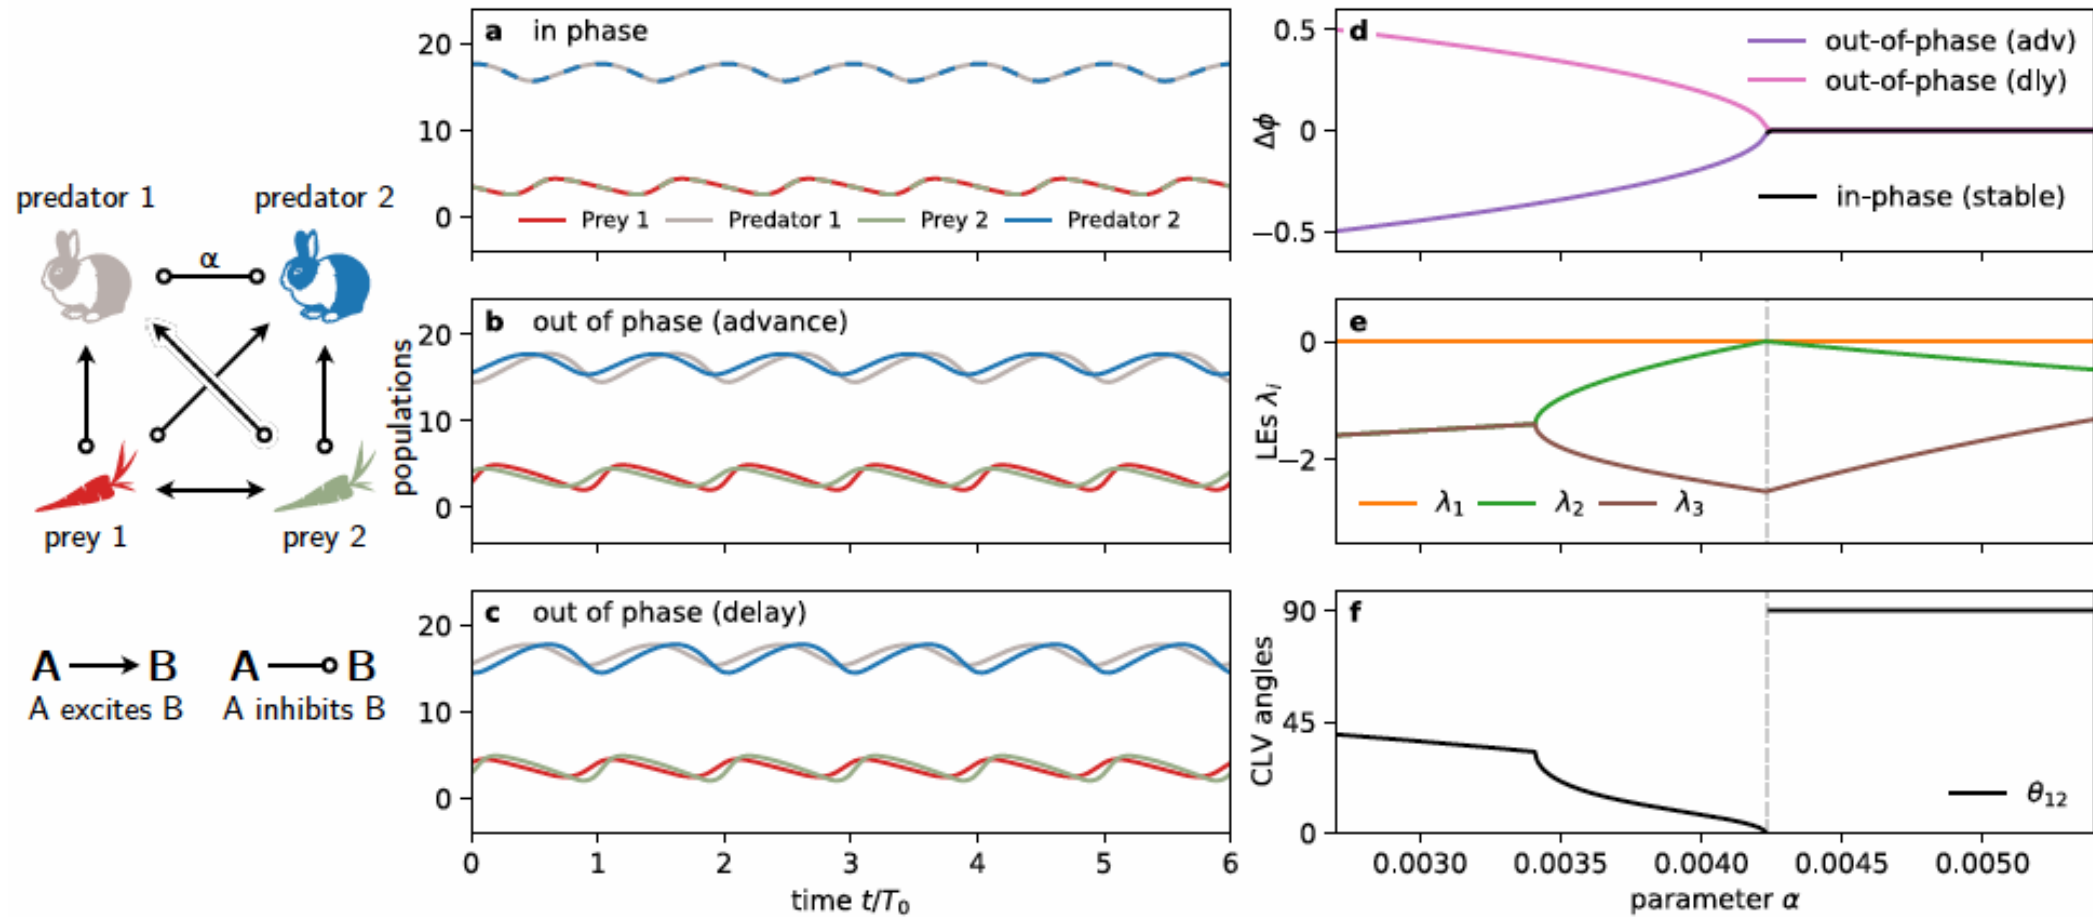 predator 1
predator 2
α
prey 1
prey 2
A → B
A excites B
A ⊸ B
A inhibits B
a in phase
20
10
0
Prey 1
Predator 1
Prey 2
Predator 2
b out of phase (advance)
20
10
0
populations
c out of phase (delay)
20
10
0
0 1 2 3 4 5 6
time t/T₀
d
0.5
0
−0.5
Δϕ
out-of-phase (adv)
out-of-phase (dly)
in-phase (stable)
e
0
−2
LEs λᵢ
λ₁
λ₂
λ₃
f
90
45
0
CLV angles
θ₁₂
0.0030 0.0035 0.0040 0.0045 0.0050
parameter α